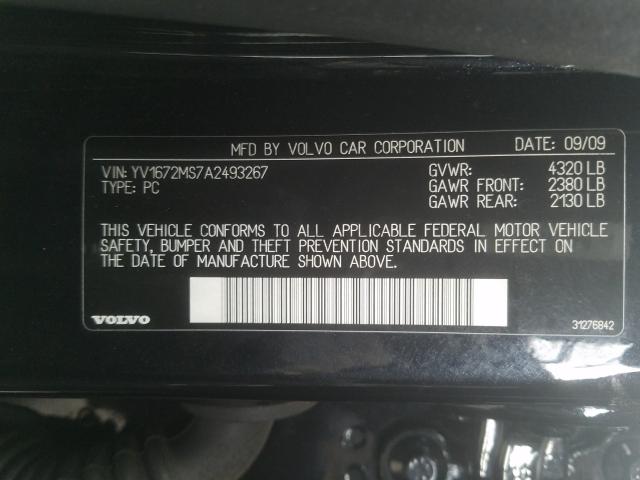 MFD BY VOLVO CAR CORPORATION DATE: 09/09
VIN: YV1672MS7A2493267 GVWR: 4320 LB
TYPE: PC GAWR FRONT: 2380 LB
GAWR REAR: 2130 LB
THIS VEHICLE CONFORMS TO ALL APPLICABLE FEDERAL MOTOR VEHICLE
SAFETY, BUMPER AND THEFT PREVENTION STANDARDS IN EFFECT ON
THE DATE OF MANUFACTURE SHOWN ABOVE.
VOLVO 31276842